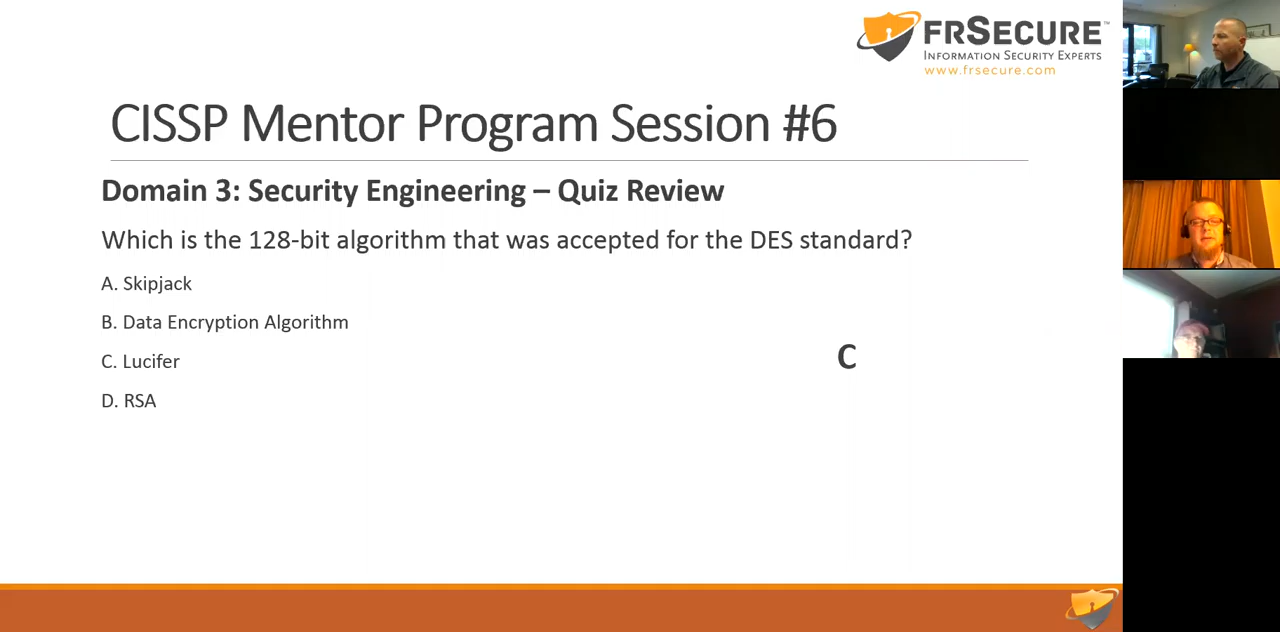 FRSECURE™
INFORMATION SECURITY EXPERTS
www.frsecure.com
CISSP Mentor Program Session #6
Domain 3: Security Engineering – Quiz Review
Which is the 128-bit algorithm that was accepted for the DES standard?
A. Skipjack
B. Data Encryption Algorithm
C. Lucifer
C
D. RSA